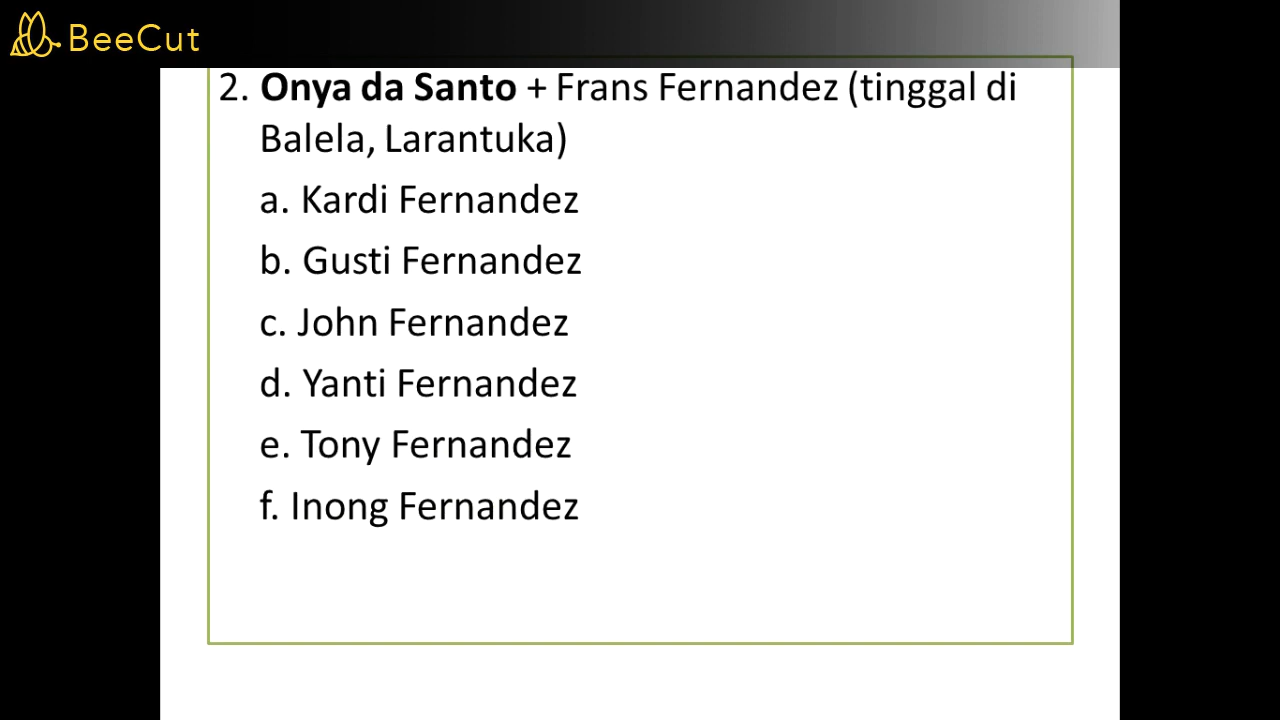 BeeCut
2. Onya da Santo + Frans Fernandez (tinggal di
Balela, Larantuka)
a. Kardi Fernandez
b. Gusti Fernandez
c. John Fernandez
d. Yanti Fernandez
e. Tony Fernandez
f. Inong Fernandez